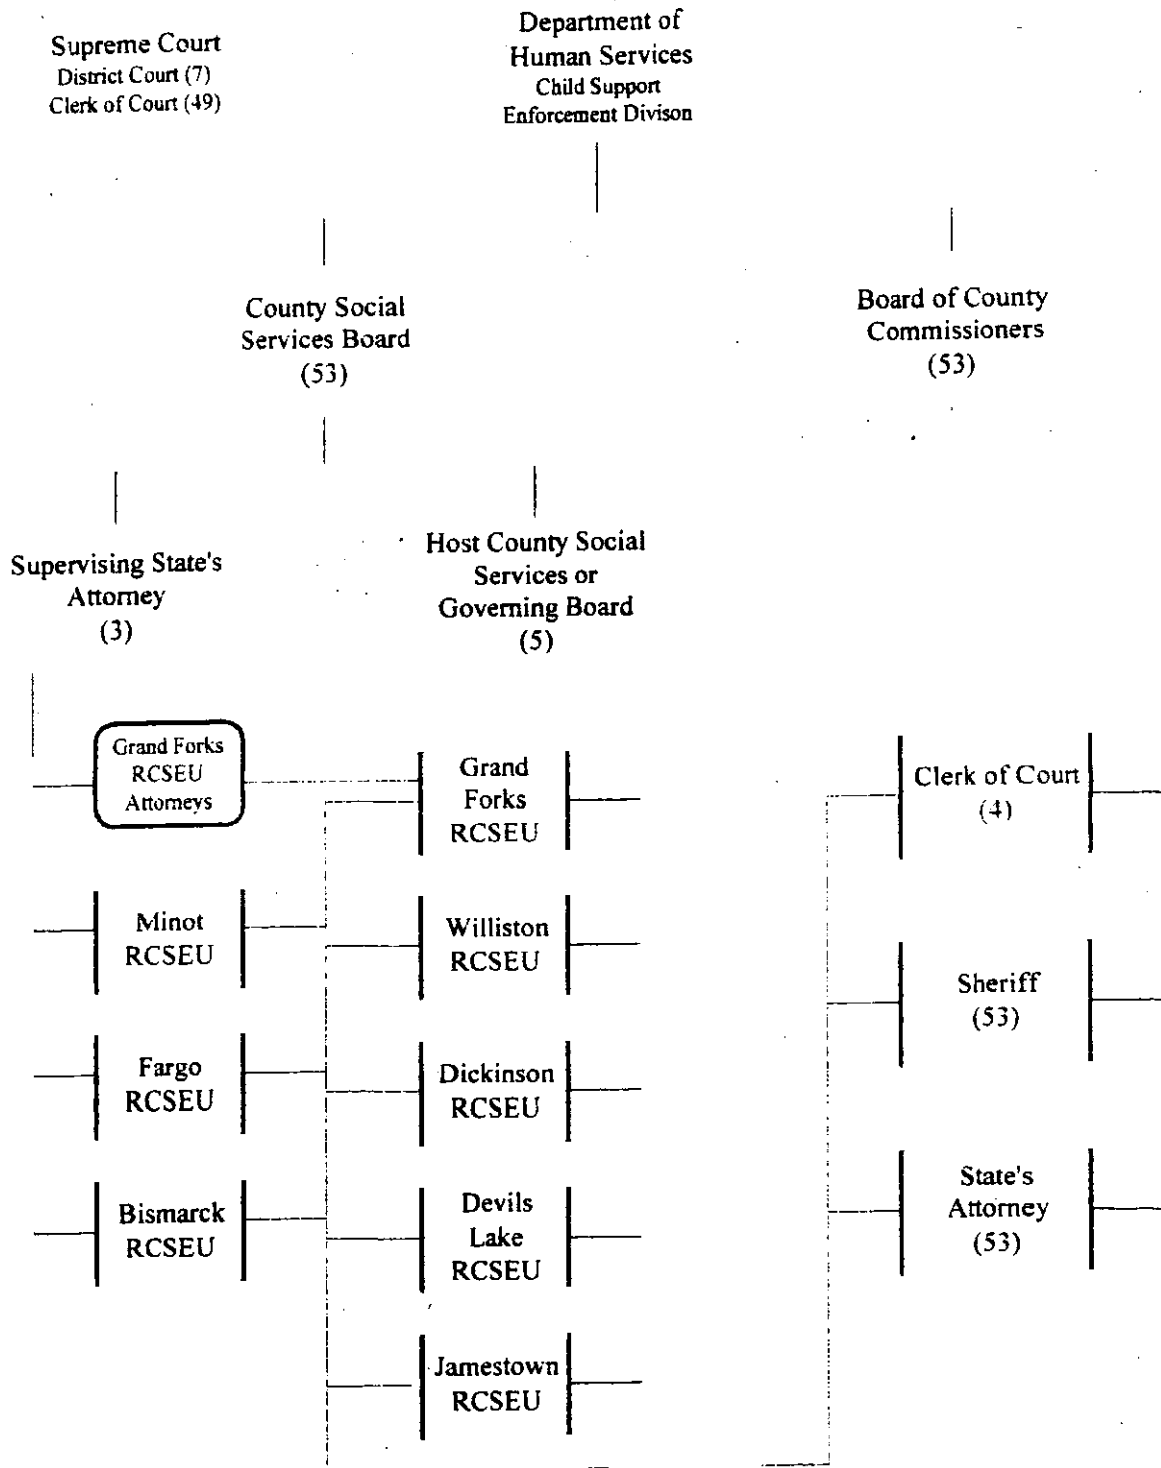 Supreme Court
District Court (7)
Clerk of Court (49)
Department of
Human Services
Child Support
Enforcement Divison
County Social
Services Board
(53)
Board of County
Commissioners
(53)
Supervising State's
Attorney
(3)
Host County Social
Services or
Governing Board
(5)
Grand Forks
RCSEU
Attorneys
Grand
Forks
RCSEU
Clerk of Court
(4)
Minot
RCSEU
Williston
RCSEU
Sheriff
(53)
Fargo
RCSEU
Dickinson
RCSEU
State's
Attorney
(53)
Bismarck
RCSEU
Devils
Lake
RCSEU
Jamestown
RCSEU